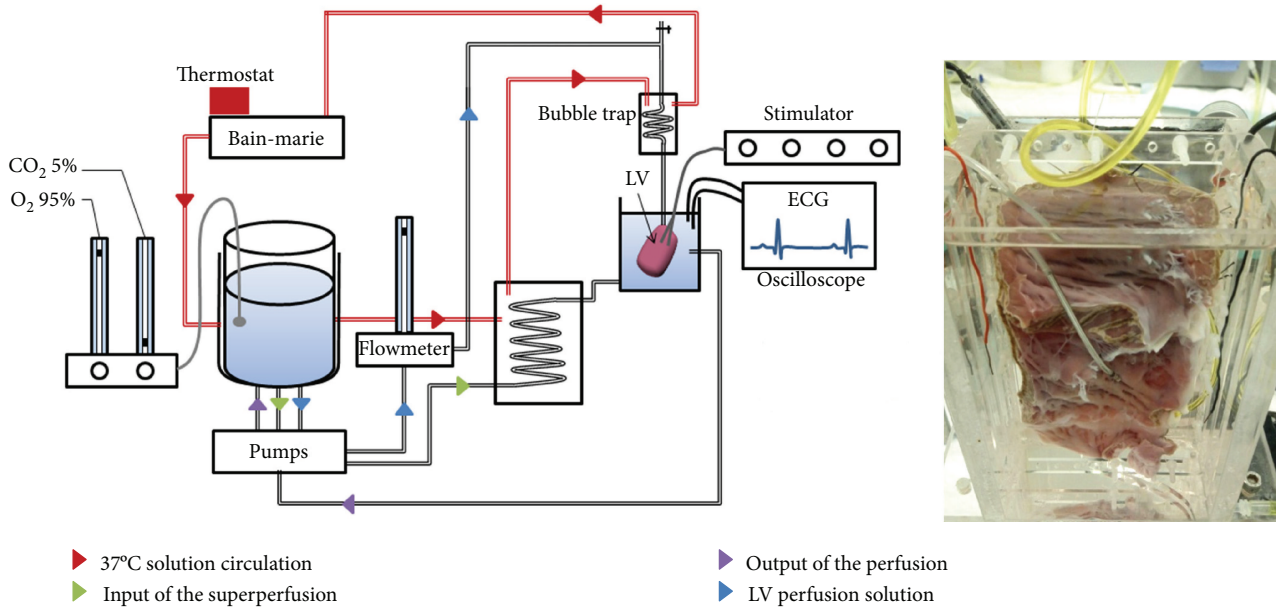 Thermostat
Bain-marie
CO₂ 5%
O₂ 95%
Bubble trap
Stimulator
LV
ECG
Oscilloscope
Flowmeter
Pumps
37ºC solution circulation
Input of the superperfusion
Output of the perfusion
LV perfusion solution